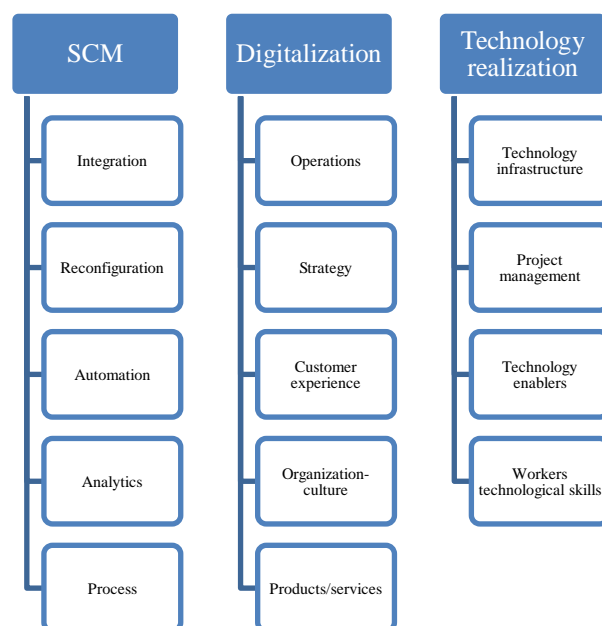 SCM
Integration
Reconfiguration
Automation
Analytics
Process
Digitalization
Operations
Strategy
Customer
experience
Organization-
culture
Products/services
Technology
realization
Technology
infrastructure
Project
management
Technology
enablers
Workers
technological skills